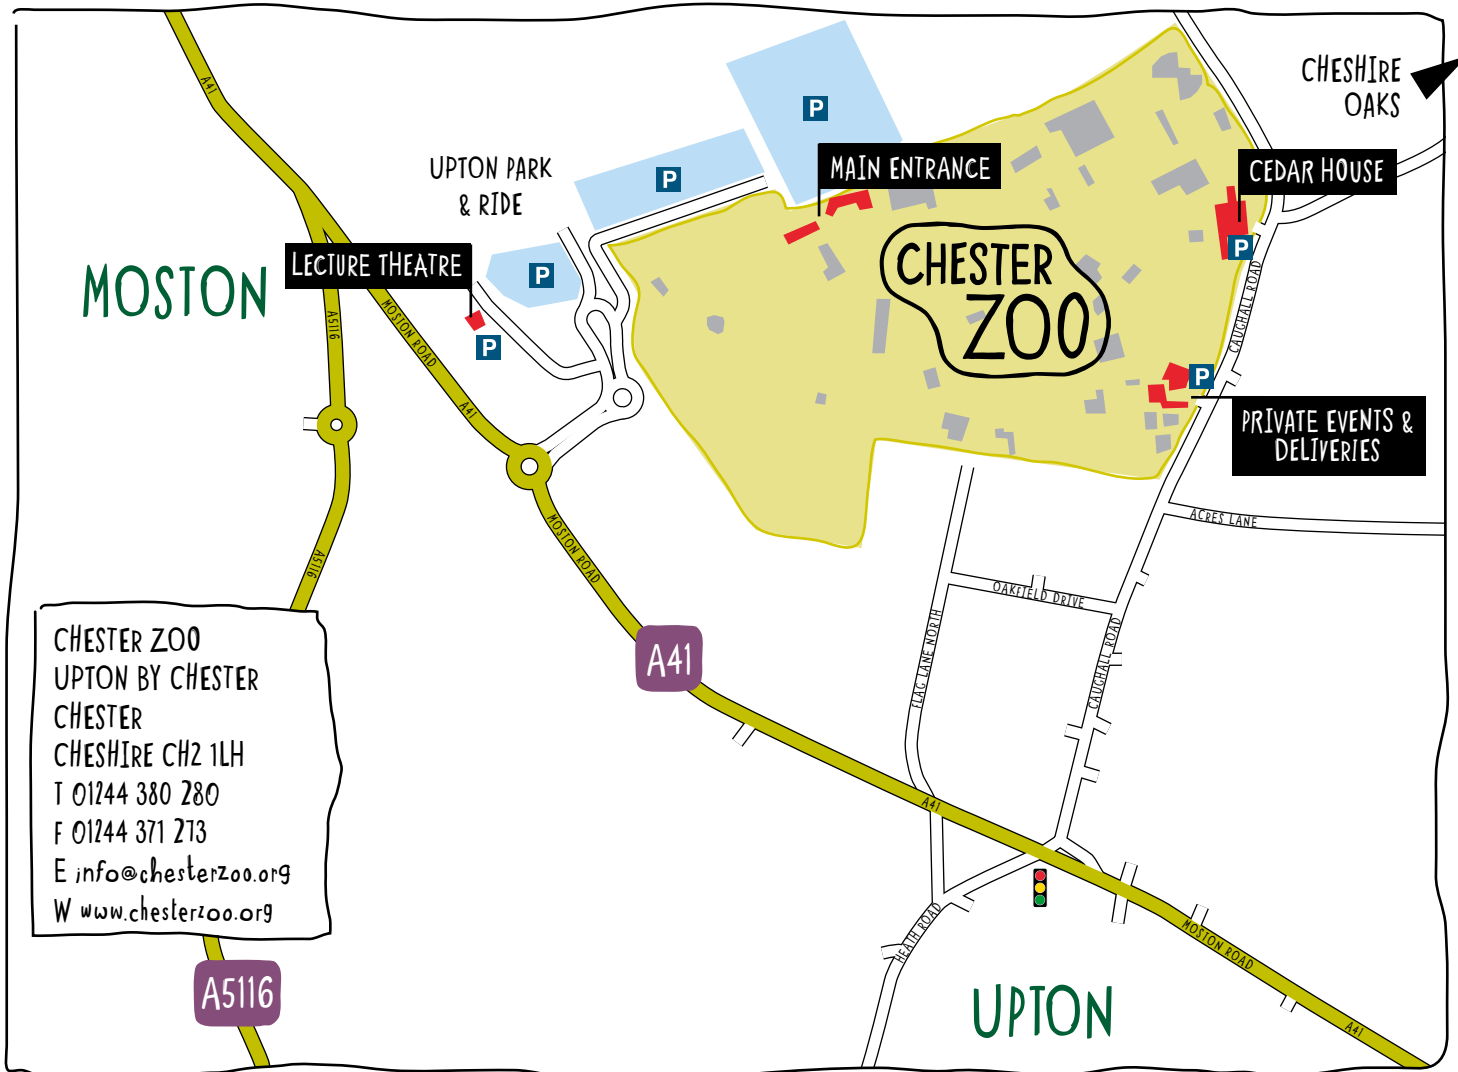 CHESHIRE
OAKS
A41
P
MAIN ENTRANCE
UPTON PARK
& RIDE
P
CEDAR HOUSE
P
LECTURE THEATRE
P
P
MOSTON
CHESTER
ZOO
CAUGHALL ROAD
A5116
MOSTON ROAD
A41
P
PRIVATE EVENTS &
DELIVERIES
MOSTON ROAD
A5116
ACRES LANE
OAKFIELD DRIVE
FLAG LANE NORTH
CAUGHALL ROAD
A41
CHESTER ZOO
UPTON BY CHESTER
CHESTER
CHESHIRE CH2 1LH
T 01244 380 280
F 01244 371 273
E info@chesterzoo.org
W www.chesterzoo.org
A41
HEATH ROAD
MOSTON ROAD
A5116
UPTON
A41